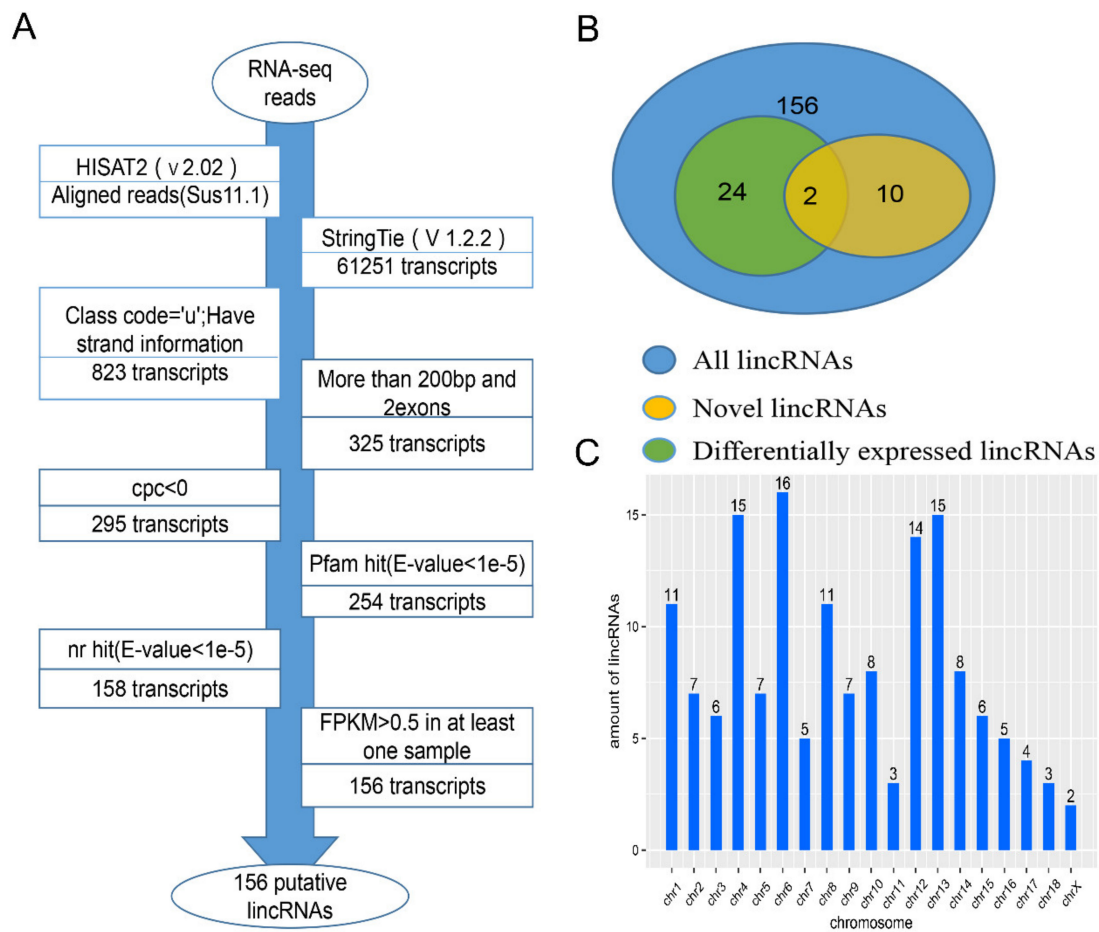 A
RNA-seq
reads
HISAT2 ( v 2.02 )
Aligned reads(Sus11.1)
StringTie ( V 1.2.2 )
61251 transcripts
Class code='u';Have
strand information
823 transcripts
More than 200bp and
2exons
325 transcripts
cpc<0
295 transcripts
Pfam hit(E-value<1e-5)
254 transcripts
nr hit(E-value<1e-5)
158 transcripts
FPKM>0.5 in at least
one sample
156 transcripts
156 putative
lincRNAs
B
156
24 2 10
All lincRNAs
Novel lincRNAs
Differentially expressed lincRNAs
C
amount of lincRNAs
15
10
5
0
11 7 6 15 7 16 5 11 7 8 3 14 15 8 6 5 4 3 2
chr1 chr2 chr3 chr4 chr5 chr6 chr7 chr8 chr9 chr10 chr11 chr12 chr13 chr14 chr15 chr16 chr17 chr18 chrX
chromosome